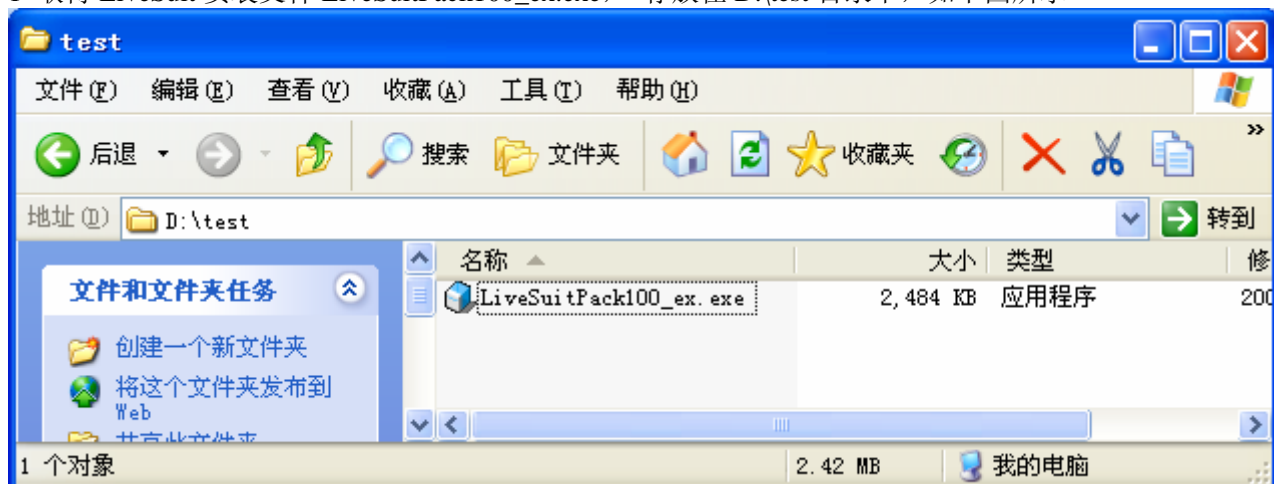 test
文件(F) 编辑(E) 查看(V) 收藏(A) 工具(T) 帮助(H)
后退 搜索 文件夹 收藏夹 »
地址(D) D:\test 转到
名称 大小 类型 修
文件和文件夹任务
LiveSuitPack100_ex.exe 2,484 KB 应用程序 200
创建一个新文件夹
将这个文件夹发布到
Web
1 个对象 2.42 MB 我的电脑